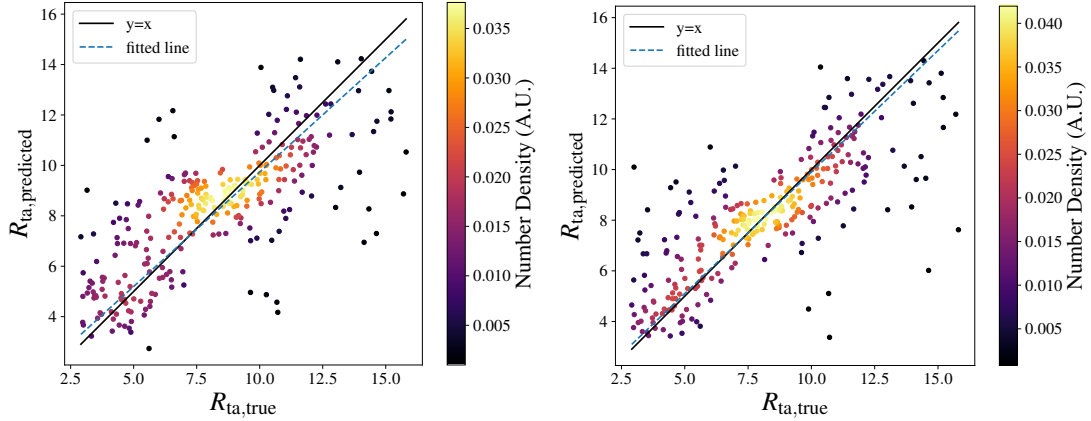 y=x
fitted line
16
14
12
10
8
6
4
2.5 5.0 7.5 10.0 12.5 15.0
R_ta,true
R_ta,predicted
0.035
0.030
0.025
0.020
0.015
0.010
0.005
Number Density (A.U.)
y=x
fitted line
16
14
12
10
8
6
4
2.5 5.0 7.5 10.0 12.5 15.0
R_ta,true
R_ta,predicted
0.040
0.035
0.030
0.025
0.020
0.015
0.010
0.005
Number Density (A.U.)